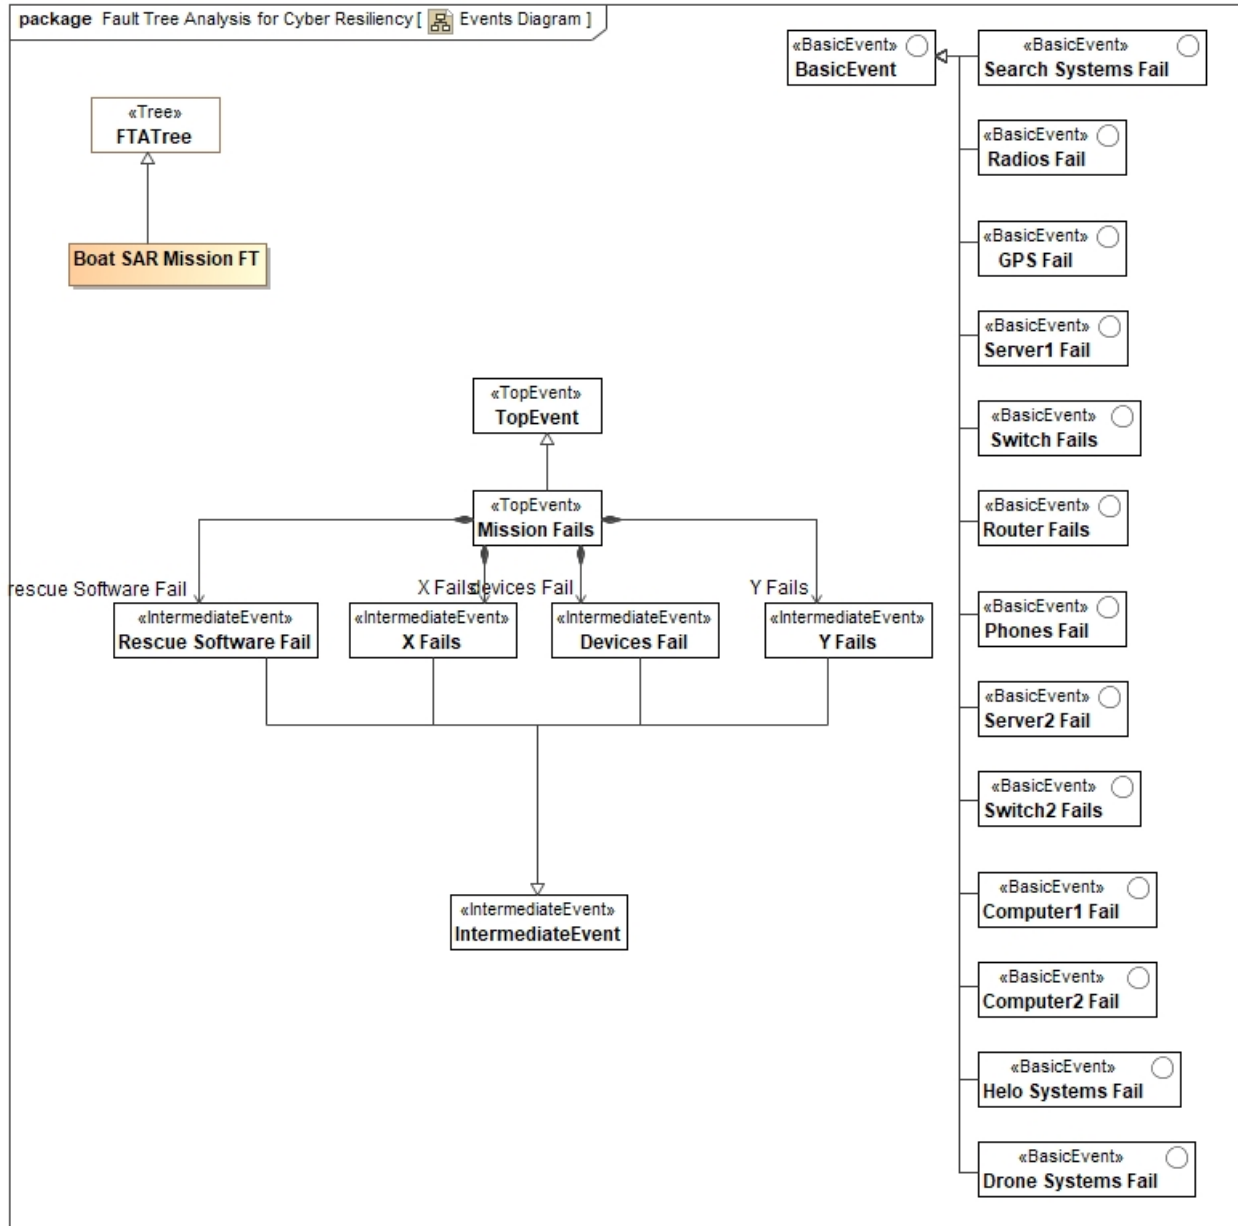 package Fault Tree Analysis for Cyber Resiliency [ Events Diagram ]
«Tree»
FTATree
Boat SAR Mission FT
«TopEvent»
TopEvent
«TopEvent»
Mission Fails
rescue Software Fail
X Fails
devices Fail
Y Fails
«IntermediateEvent»
Rescue Software Fail
«IntermediateEvent»
X Fails
«IntermediateEvent»
Devices Fail
«IntermediateEvent»
Y Fails
«IntermediateEvent»
IntermediateEvent
«BasicEvent»
BasicEvent
«BasicEvent»
Search Systems Fail
«BasicEvent»
Radios Fail
«BasicEvent»
GPS Fail
«BasicEvent»
Server1 Fail
«BasicEvent»
Switch Fails
«BasicEvent»
Router Fails
«BasicEvent»
Phones Fail
«BasicEvent»
Server2 Fail
«BasicEvent»
Switch2 Fails
«BasicEvent»
Computer1 Fail
«BasicEvent»
Computer2 Fail
«BasicEvent»
Helo Systems Fail
«BasicEvent»
Drone Systems Fail